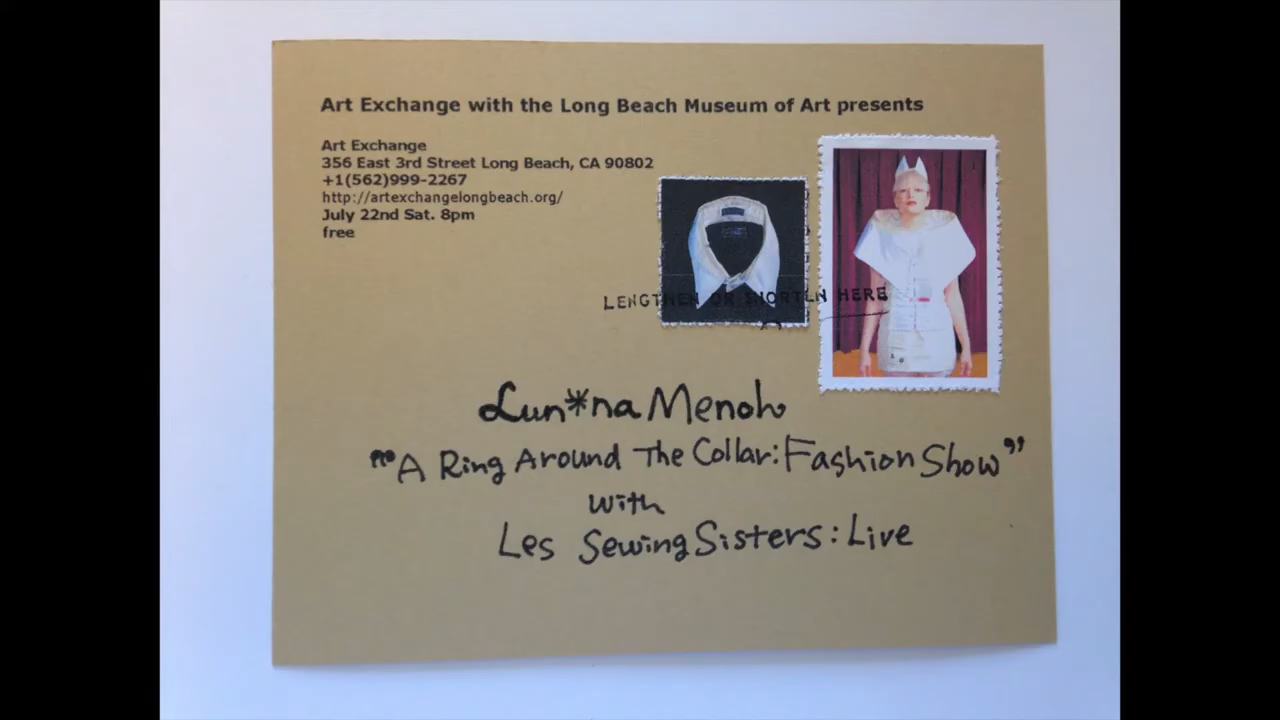 Art Exchange with the Long Beach Museum of Art presents
Art Exchange
356 East 3rd Street Long Beach, CA 90802
+1(562)999-2267
http://artexchangelongbeach.org/
July 22nd Sat. 8pm
free
LENGTHEN OR SHORTEN HERE
Lun*na Menoh
"A Ring Around The Collar: Fashion Show"
with
Les Sewing Sisters: Live